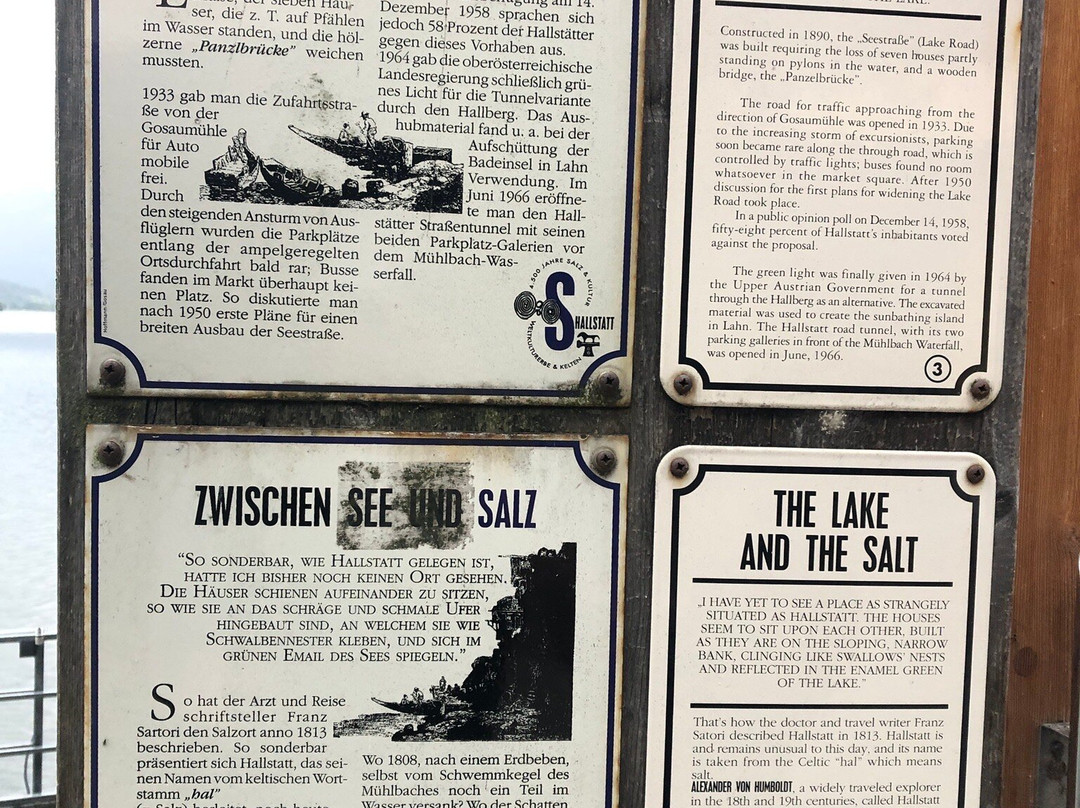 ser, die z. T. auf Pfählen
im Wasser standen, und die höl-
zerne „Panzlbrücke” weichen
mussten.
1933 gab man die Zufahrtsstra-
ße von der
Gosaumühle
für Auto
mobile
frei.
Durch
den steigenden Ansturm von Aus-
flüglern wurden die Parkplätze
entlang der ampelgeregelten
Ortsdurchfahrt bald rar; Busse
fanden im Markt überhaupt kei-
nen Platz. So diskutierte man
nach 1950 erste Pläne für einen
breiten Ausbau der Seestraße.
Dezember 1958 sprachen sich
jedoch 58 Prozent der Hallstätter
gegen dieses Vorhaben aus.
1964 gab die oberösterreichische
Landesregierung schließlich grü-
nes Licht für die Tunnelvariante
durch den Hallberg. Das Aus-
hubmaterial fand u. a. bei der
Aufschüttung der
Badeinsel in Lahn
Verwendung. Im
Juni 1966 eröffne-
te man den Hall-
stätter Straßentunnel mit seinen
beiden Parkplatz-Galerien vor
dem Mühlbach-Was-
serfall.
4500 JAHRE SALZ & KULTUR
S
HALLSTATT
WELTKULTURERBE & KELTEN
THE LAKE.
Constructed in 1890, the „Seestraße” (Lake Road)
was built requiring the loss of seven houses partly
standing on pylons in the water, and a wooden
bridge, the „Panzelbrücke”.
The road for traffic approaching from the
direction of Gosaumühle was opened in 1933. Due
to the increasing storm of excursionists, parking
soon became rare along the through road, which is
controlled by traffic lights; buses found no room
whatsoever in the market square. After 1950
discussion for the first plans for widening the Lake
Road took place.
In a public opinion poll on December 14, 1958,
fifty-eight percent of Hallstatt's inhabitants voted
against the proposal.
The green light was finally given in 1964 by
the Upper Austrian Government for a tunnel
through the Hallberg as an alternative. The excavated
material was used to create the sunbathing island
in Lahn. The Hallstatt road tunnel, with its two
parking galleries in front of the Mühlbach Waterfall,
was opened in June, 1966.
3
ZWISCHEN SEE UND SALZ
“So sonderbar, wie Hallstatt gelegen ist,
hatte ich bisher noch keinen Ort gesehen.
Die Häuser schienen aufeinander zu sitzen,
so wie sie an das schräge und schmale Ufer
hingebaut sind, an welchem sie wie
Schwalbennester kleben, und sich im
grünen Email des Sees spiegeln.”
So hat der Arzt und Reise
schriftsteller Franz
Sartori den Salzort anno 1813
beschrieben. So sonderbar
präsentiert sich Hallstatt, das sei-
nen Namen vom keltischen Wort-
stamm „hal”
Wo 1808, nach einem Erdbeben,
selbst vom Schwemmkegel des
Mühlbaches noch ein Teil im
Wasser versank? Wo der Schatten
THE LAKE
AND THE SALT
„I HAVE YET TO SEE A PLACE AS STRANGELY
SITUATED AS HALLSTATT. THE HOUSES
SEEM TO SIT UPON EACH OTHER, BUILT
AS THEY ARE ON THE SLOPING, NARROW
BANK, CLINGING LIKE SWALLOWS' NESTS
AND REFLECTED IN THE ENAMEL GREEN
OF THE LAKE.”
That's how the doctor and travel writer Franz
Satori described Hallstatt in 1813. Hallstatt is
and remains unusual to this day, and its name
is taken from the Celtic “hal” which means
salt.
ALEXANDER VON HUMBOLDT, a widely traveled explorer
in the 18th and 19th centuries, called Hallstatt